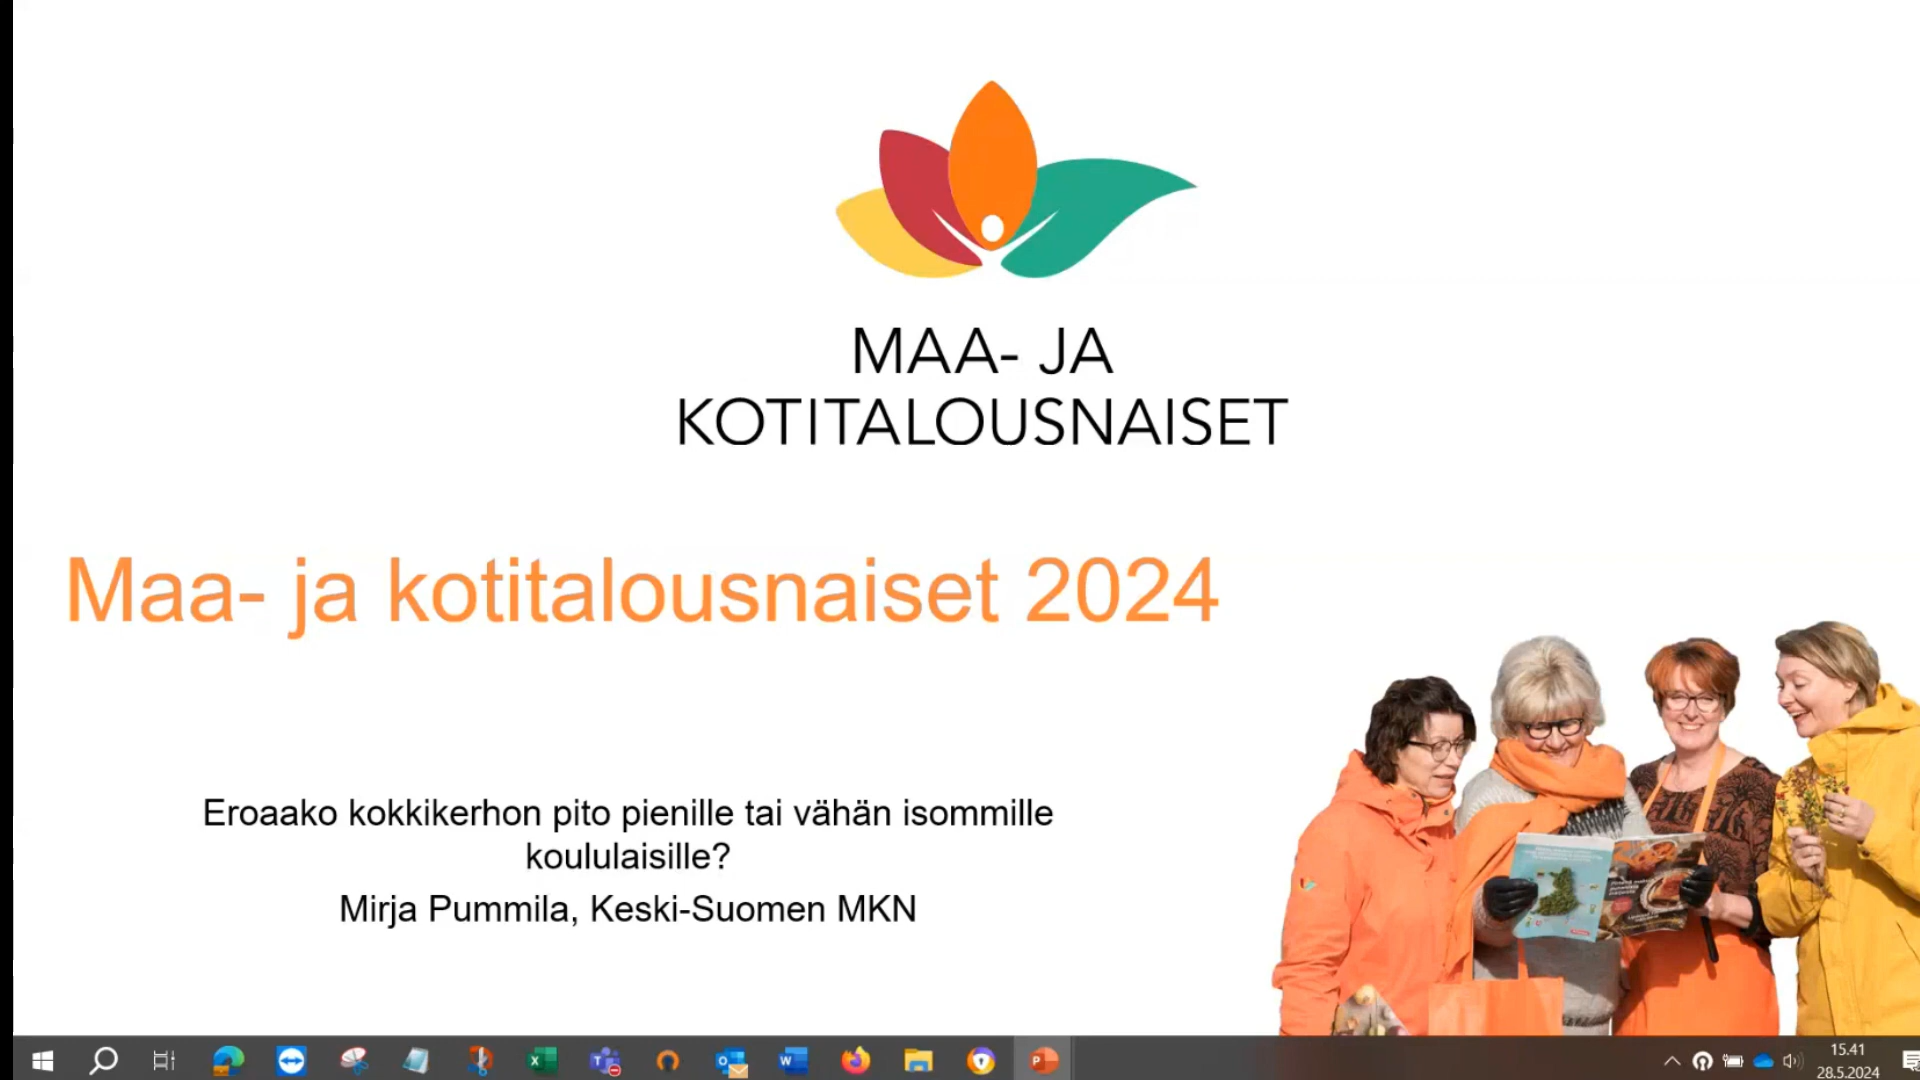 MAA- JA
KOTITALOUSNAISET
Maa- ja kotitalousnaiset 2024
Eroaako kokkikerhon pito pienille tai vähän isommille
koululaisille?
Mirja Pummila, Keski-Suomen MKN
15.41
28.5.2024